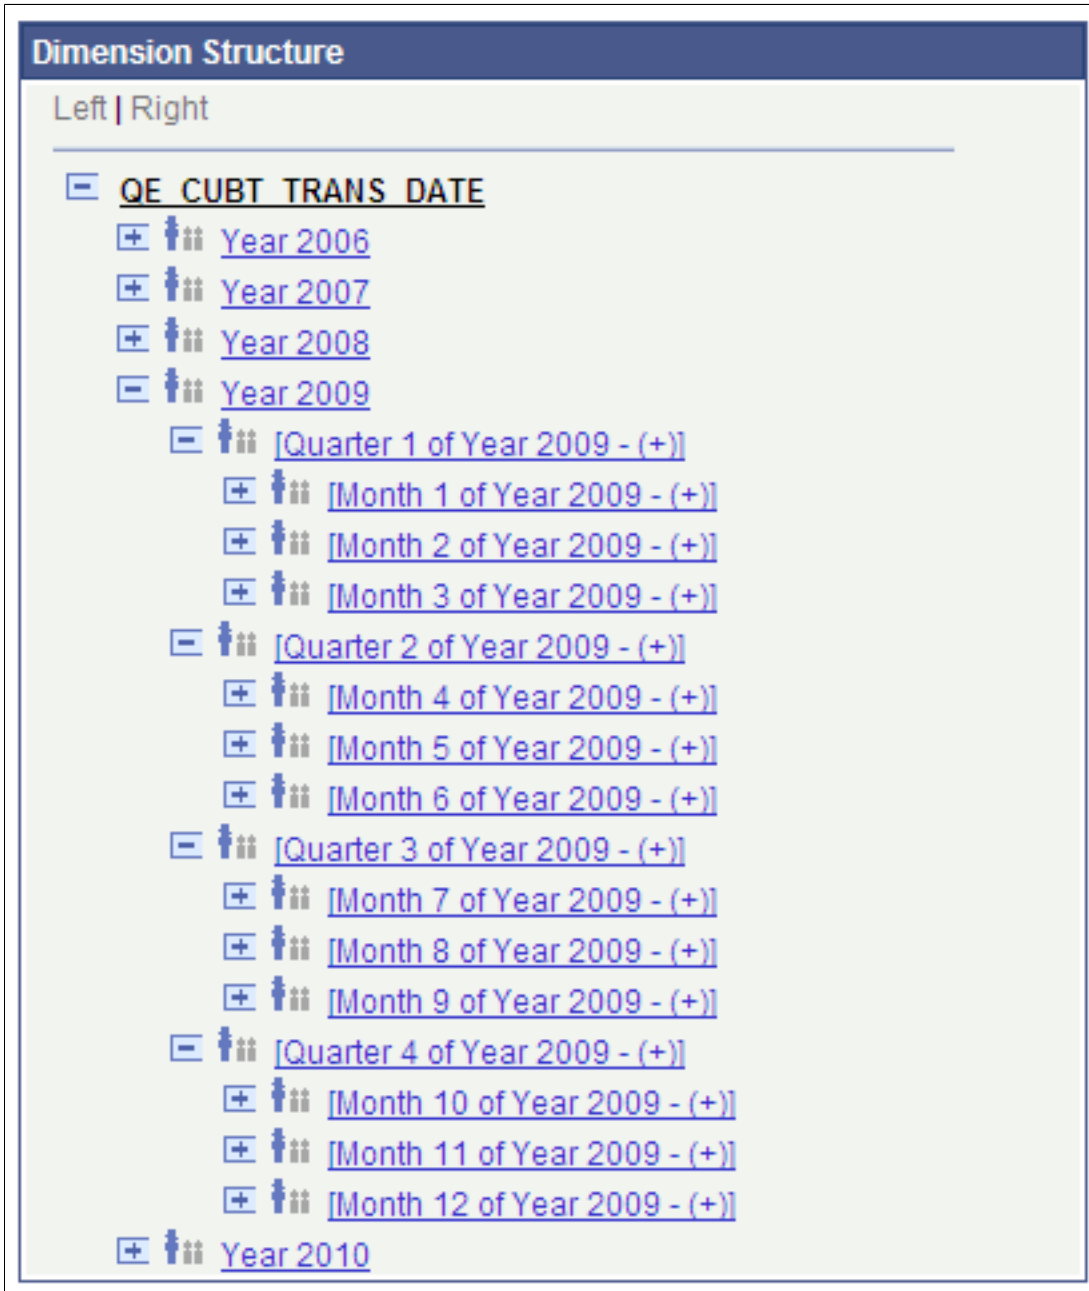 Dimension Structure
Left | Right
QE_CUBT_TRANS_DATE
Year 2006
Year 2007
Year 2008
Year 2009
[Quarter 1 of Year 2009 - (+)]
[Month 1 of Year 2009 - (+)]
[Month 2 of Year 2009 - (+)]
[Month 3 of Year 2009 - (+)]
[Quarter 2 of Year 2009 - (+)]
[Month 4 of Year 2009 - (+)]
[Month 5 of Year 2009 - (+)]
[Month 6 of Year 2009 - (+)]
[Quarter 3 of Year 2009 - (+)]
[Month 7 of Year 2009 - (+)]
[Month 8 of Year 2009 - (+)]
[Month 9 of Year 2009 - (+)]
[Quarter 4 of Year 2009 - (+)]
[Month 10 of Year 2009 - (+)]
[Month 11 of Year 2009 - (+)]
[Month 12 of Year 2009 - (+)]
Year 2010